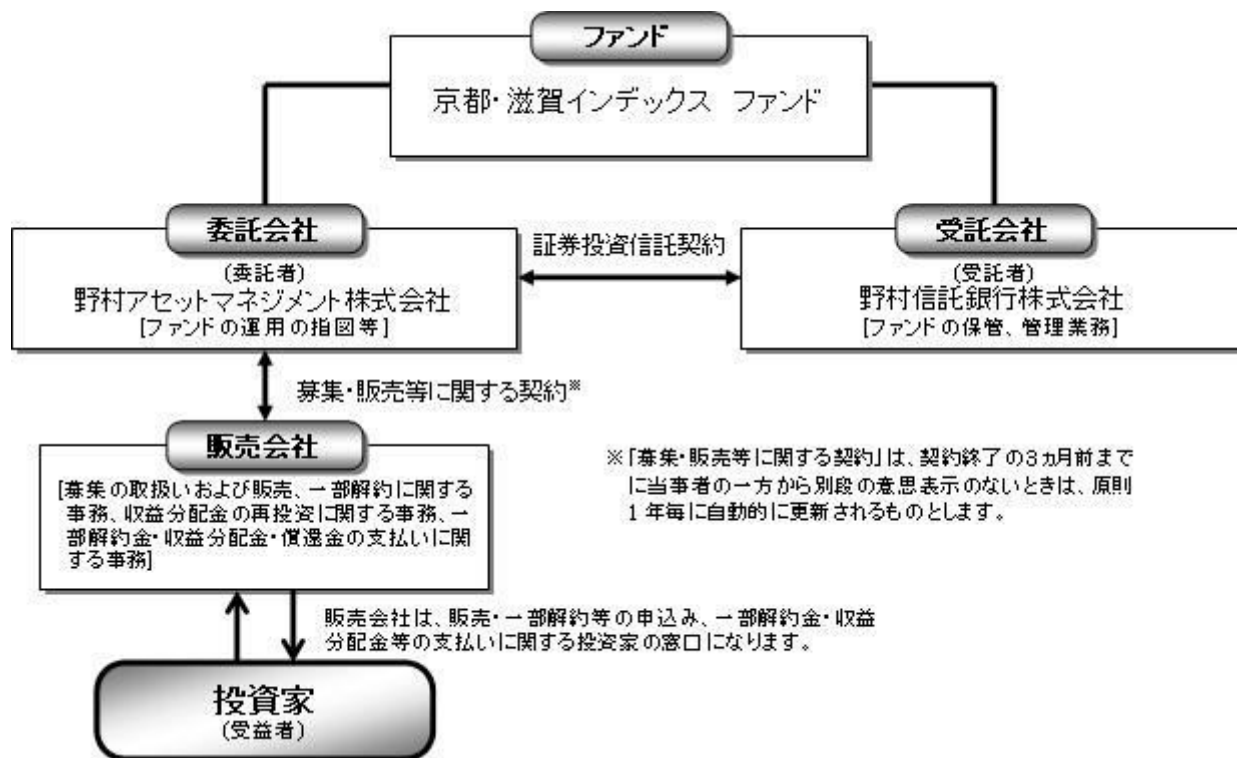 ファンド
京都・滋賀インデックス ファンド
委託会社
(委託者)
野村アセットマネジメント株式会社
[ファンドの運用の指図等]
証券投資信託契約
受託会社
(受託者)
野村信託銀行株式会社
[ファンドの保管、管理業務]
募集・販売等に関する契約※
販売会社
[募集の取扱いおよび販売、一部解約に関する
事務、収益分配金の再投資に関する事務、一
部解約金・収益分配金・償還金の支払いに関
する事務]
※「募集・販売等に関する契約」は、契約終了の3ヵ月前まで
に当事者の一方から別段の意思表示のないときは、原則
1年毎に自動的に更新されるものとします。
販売会社は、販売・一部解約等の申込み、一部解約金・収益
分配金等の支払いに関する投資家の窓口になります。
投資家
(受益者)